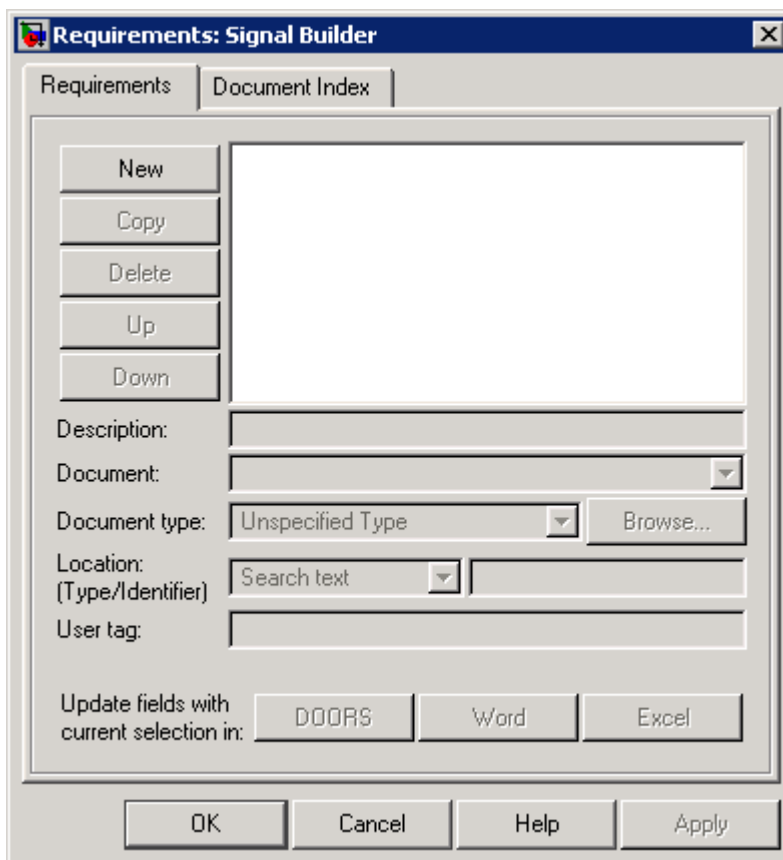 Requirements: Signal Builder
Requirements Document Index
New
Copy
Delete
Up
Down
Description:
Document:
Document type: Unspecified Type Browse...
Location:
(Type/Identifier) Search text
User tag:
Update fields with
current selection in: DOORS Word Excel
OK Cancel Help Apply